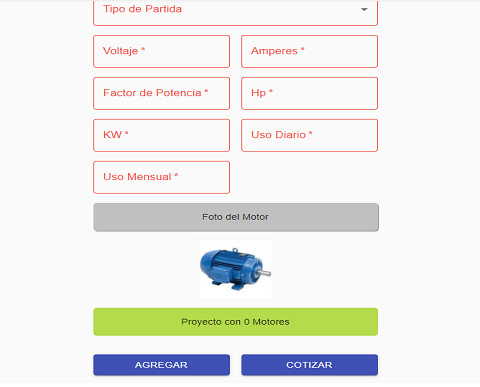 Tipo de Partida
Voltaje * Amperes *
Factor de Potencia * Hp *
KW * Uso Diario *
Uso Mensual *
Foto del Motor
Proyecto con 0 Motores
AGREGAR COTIZAR